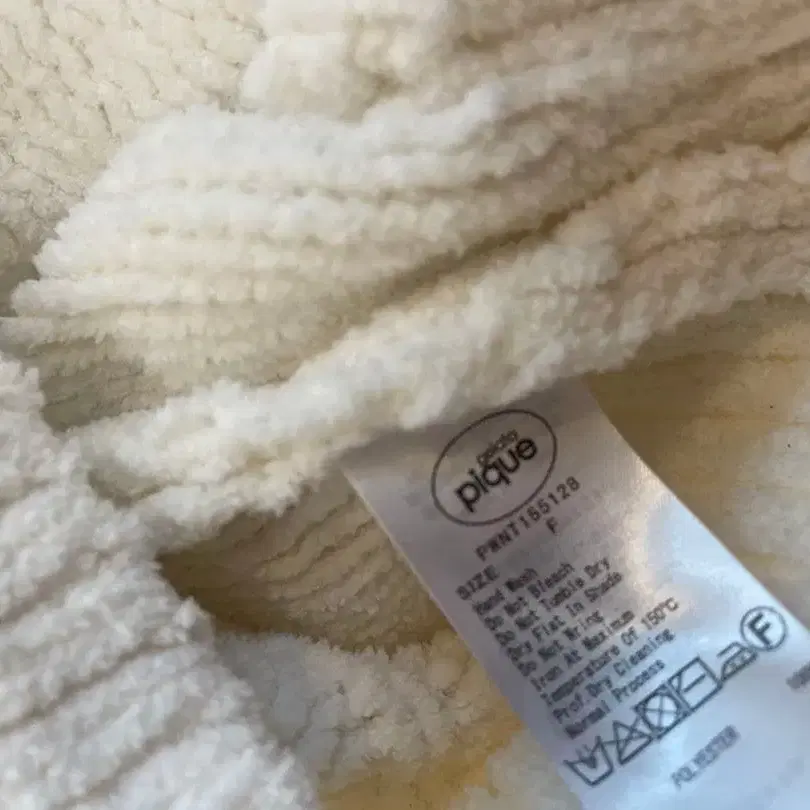 gelato
pique
PWNT155128
SIZE F
Hand Wash
Do Not Bleach
Do Not Tumble Dry
Dry Flat In Shade
Do Not Wring
Iron At Maximum
Temperature Of 150°C
Prof.Dry Cleaning
Normal Process
F
POLYESTER